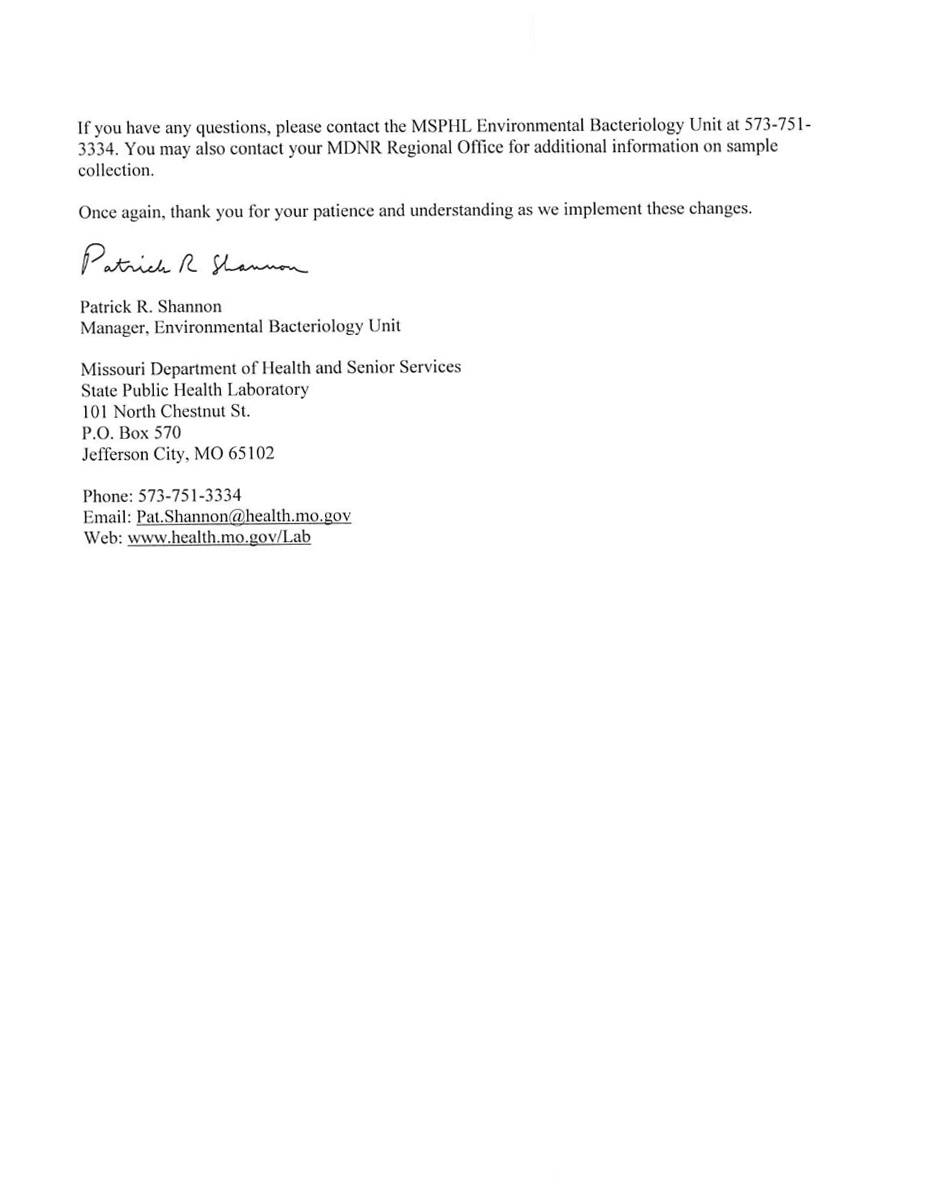 If you have any questions, please contact the MSPHL Environmental Bacteriology Unit at 573-751-
3334. You may also contact your MDNR Regional Office for additional information on sample
collection.
Once again, thank you for your patience and understanding as we implement these changes.
Patrick R Shannon
Patrick R. Shannon
Manager, Environmental Bacteriology Unit
Missouri Department of Health and Senior Services
State Public Health Laboratory
101 North Chestnut St.
P.O. Box 570
Jefferson City, MO 65102
Phone: 573-751-3334
Email: Pat.Shannon@health.mo.gov
Web: www.health.mo.gov/Lab